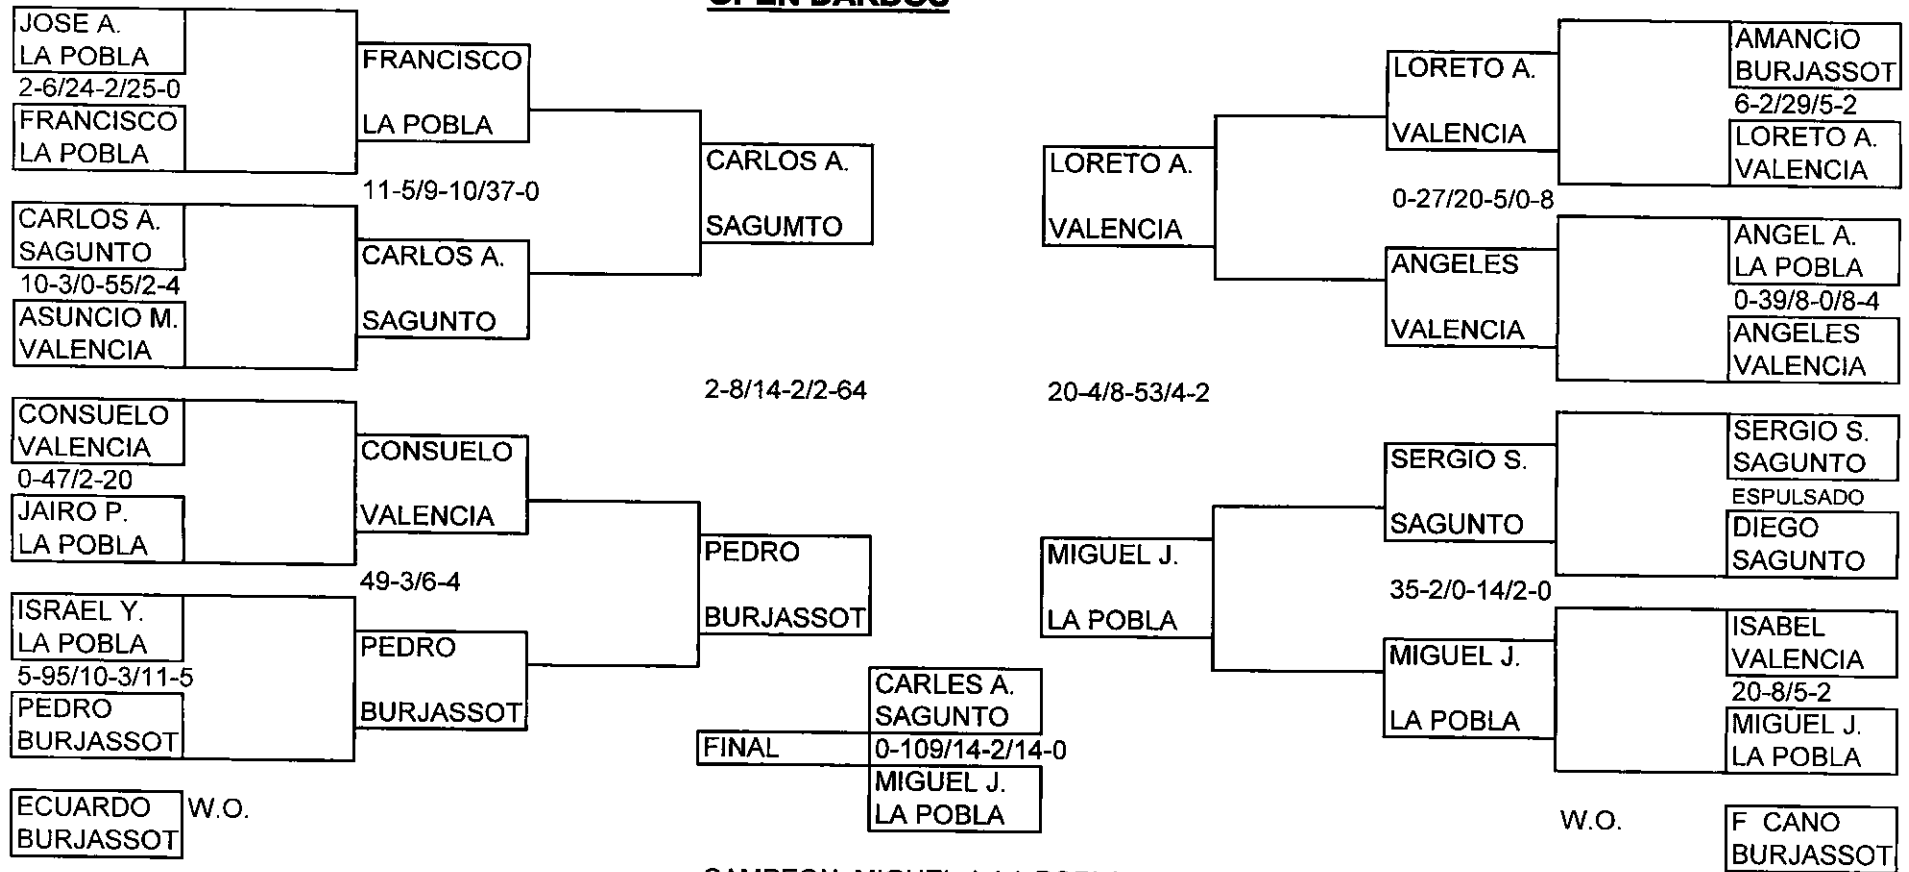 OPEN DARDOS
JOSE A.
LA POBLA
2-6/24-2/25-0
FRANCISCO
LA POBLA
CARLOS A.
SAGUNTO
10-3/0-55/2-4
ASUNCIO M.
VALENCIA
CONSUELO
VALENCIA
0-47/2-20
JAIRO P.
LA POBLA
ISRAEL Y.
LA POBLA
5-95/10-3/11-5
PEDRO
BURJASSOT
ECUARDO
BURJASSOT
W.O.
FRANCISCO
LA POBLA
11-5/9-10/37-0
CARLOS A.
SAGUNTO
CONSUELO
VALENCIA
49-3/6-4
PEDRO
BURJASSOT
CARLOS A.
SAGUMTO
2-8/14-2/2-64
PEDRO
BURJASSOT
FINAL
CARLES A.
SAGUNTO
0-109/14-2/14-0
MIGUEL J.
LA POBLA
LORETO A.
VALENCIA
20-4/8-53/4-2
MIGUEL J.
LA POBLA
LORETO A.
VALENCIA
0-27/20-5/0-8
ANGELES
VALENCIA
SERGIO S.
SAGUNTO
35-2/0-14/2-0
MIGUEL J.
LA POBLA
AMANCIO
BURJASSOT
6-2/29/5-2
LORETO A.
VALENCIA
ANGEL A.
LA POBLA
0-39/8-0/8-4
ANGELES
VALENCIA
SERGIO S.
SAGUNTO
ESPULSADO
DIEGO
SAGUNTO
ISABEL
VALENCIA
20-8/5-2
MIGUEL J.
LA POBLA
W.O.
F CANO
BURJASSOT